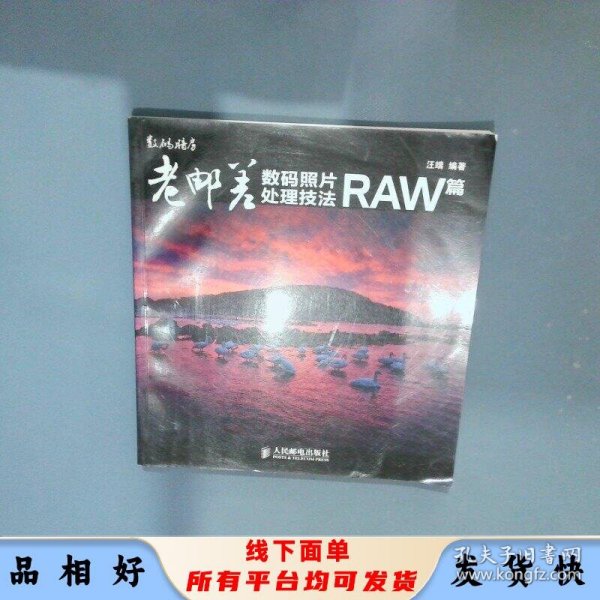 数码暗房
老邮差
数码照片
处理技法
RAW篇
汪端 编著
人民邮电出版社
POSTS & TELECOM PRESS
品相好
线下面单
所有平台均可发货
发货快
孔夫子旧书网
www.kongfz.com